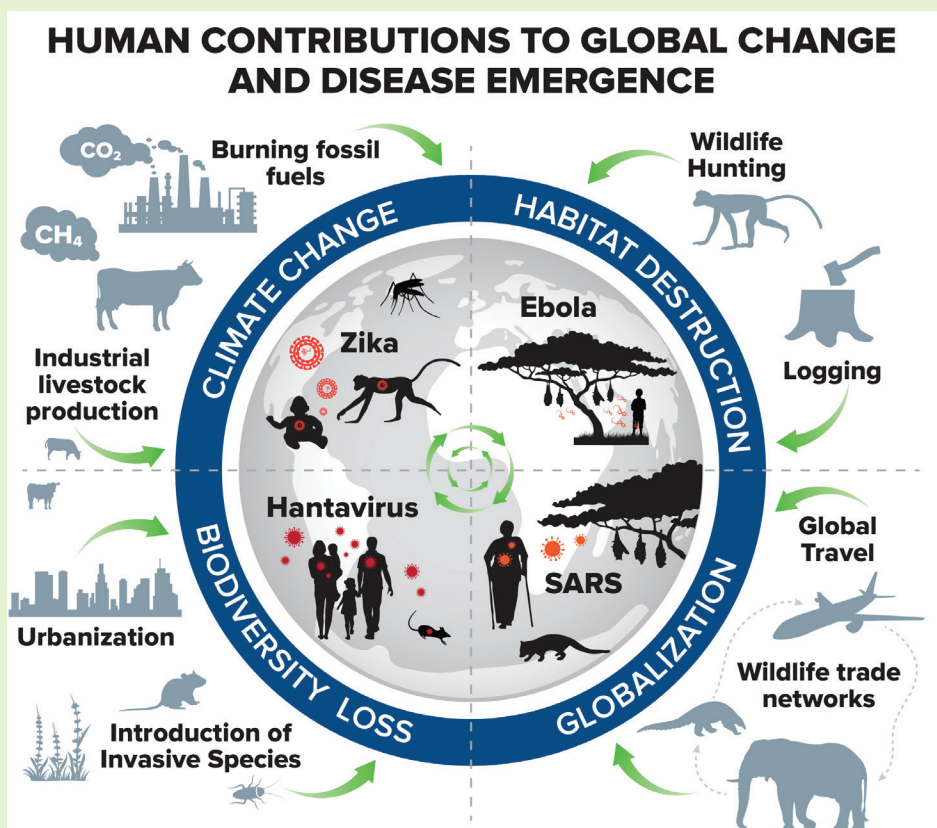 HUMAN CONTRIBUTIONS TO GLOBAL CHANGE
AND DISEASE EMERGENCE
CO₂
Burning fossil
fuels
CH₄
Industrial
livestock
production
CLIMATE CHANGE
Zika
Wildlife
Hunting
HABITAT DESTRUCTION
Ebola
Logging
Hantavirus
BIODIVERSITY LOSS
Urbanization
Introduction of
Invasive Species
SARS
GLOBALIZATION
Global
Travel
Wildlife trade
networks